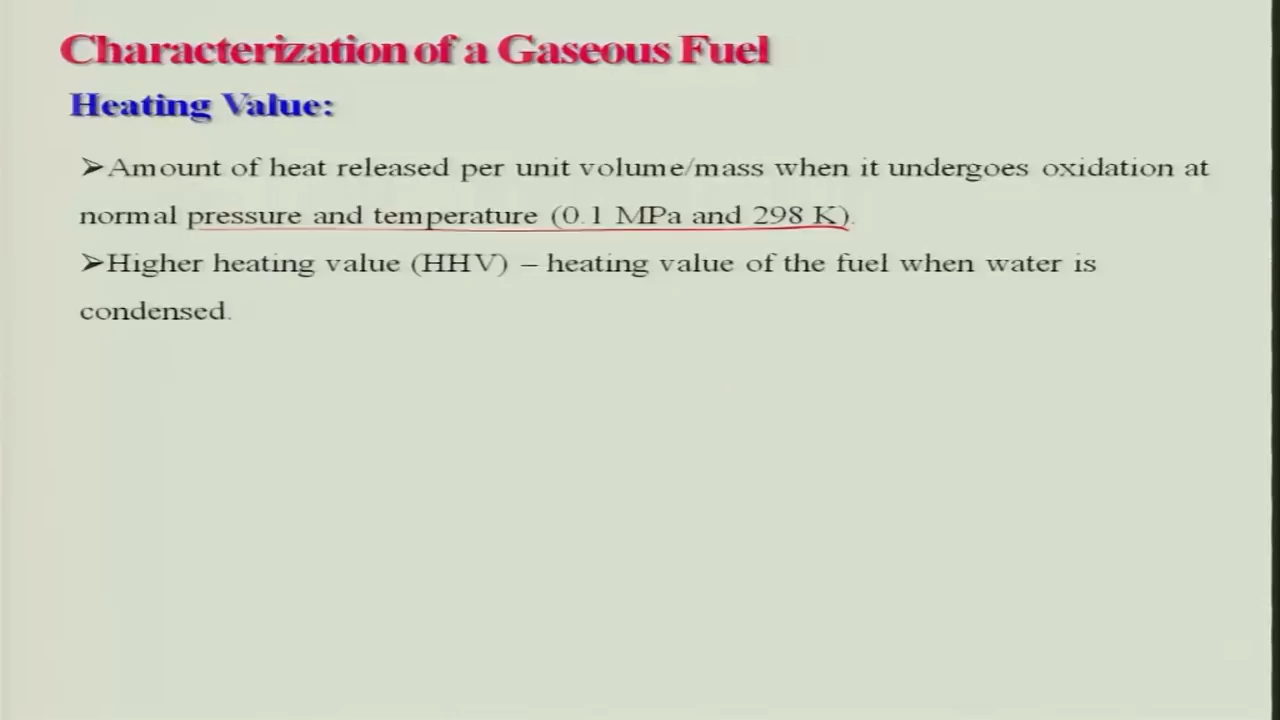 Characterization of a Gaseous Fuel
Heating Value:
➢Amount of heat released per unit volume/mass when it undergoes oxidation at
normal pressure and temperature (0.1 MPa and 298 K).
➢Higher heating value (HHV) – heating value of the fuel when water is
condensed.